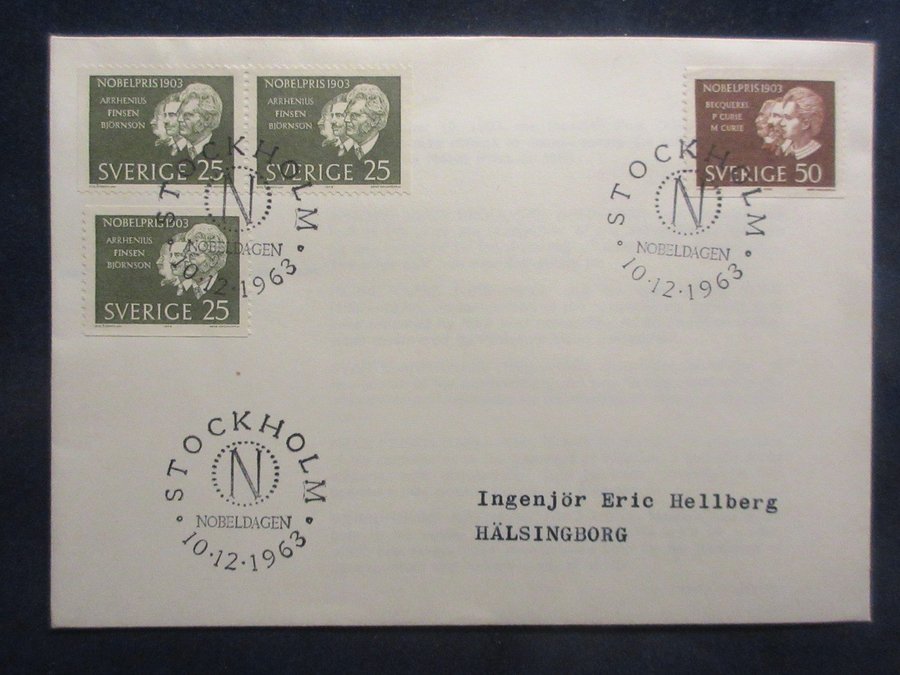 NOBELPRIS 1903
ARRHENIUS
FINSEN
BJÖRNSON
SVERIGE 25
NOBELPRIS 1903
ARRHENIUS
FINSEN
BJÖRNSON
SVERIGE 25
NOBELPRIS 1903
BECQUEREL
P CURIE
M CURIE
SVERIGE 50
STOCKHOLM
N
NOBELDAGEN
10.12.1963
STOCKHOLM
N
NOBELDAGEN
10.12.1963
NOBELPRIS 1903
ARRHENIUS
FINSEN
BJÖRNSON
SVERIGE 25
STOCKHOLM
N
NOBELDAGEN
10.12.1963
Ingenjör Eric Hellberg
HÄLSINGBORG